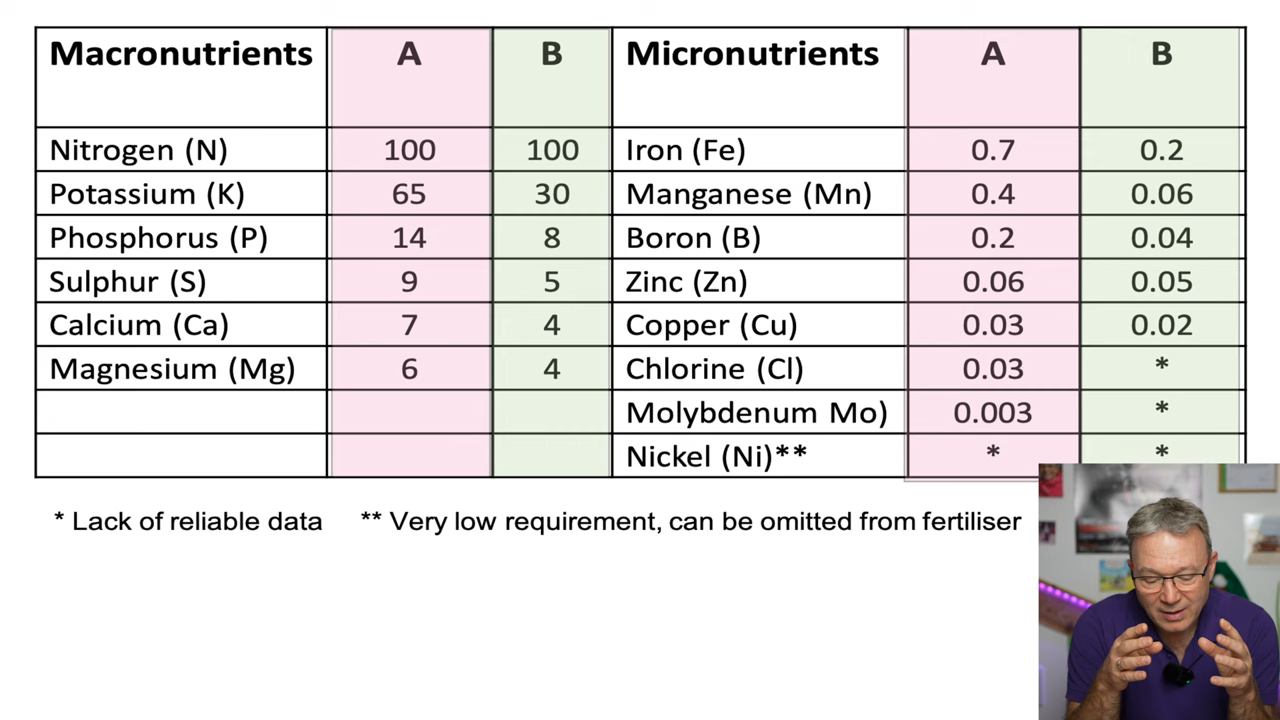 Macronutrients A B Micronutrients A B
Nitrogen (N) 100 100 Iron (Fe) 0.7 0.2
Potassium (K) 65 30 Manganese (Mn) 0.4 0.06
Phosphorus (P) 14 8 Boron (B) 0.2 0.04
Sulphur (S) 9 5 Zinc (Zn) 0.06 0.05
Calcium (Ca) 7 4 Copper (Cu) 0.03 0.02
Magnesium (Mg) 6 4 Chlorine (Cl) 0.03 *
Molybdenum Mo) 0.003 *
Nickel (Ni)** * *
* Lack of reliable data ** Very low requirement, can be omitted from fertiliser